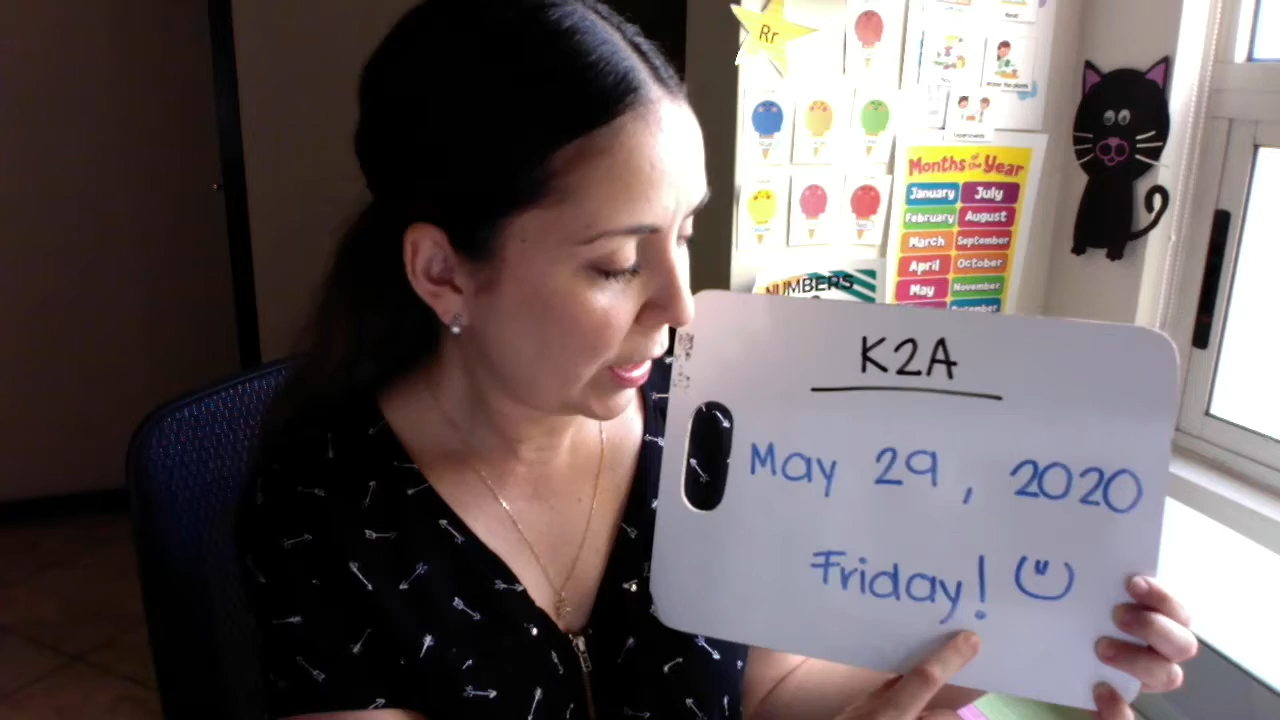 Rr
Months of the Year
January July
February August
March September
April October
May November
December
NUMBERS
K2A
May 29, 2020
Friday!